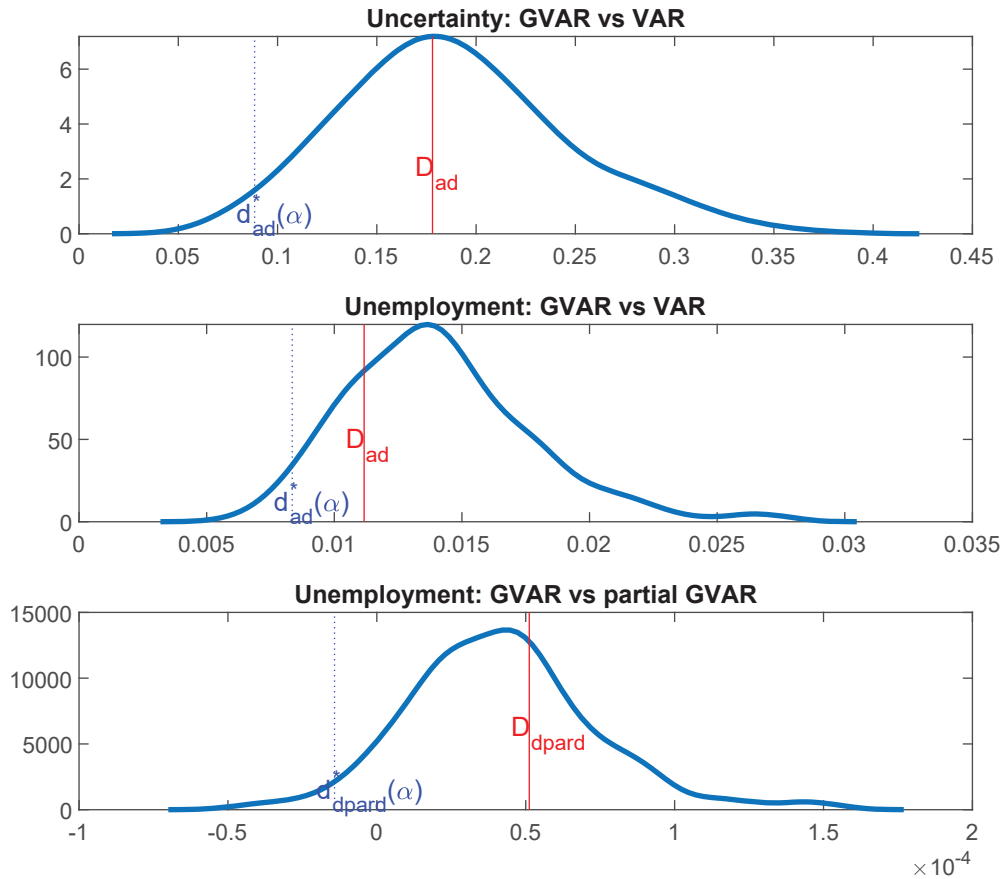 Uncertainty: GVAR vs VAR
6
4
2
0
D_ad
d*_ad(α)
0 0.05 0.1 0.15 0.2 0.25 0.3 0.35 0.4 0.45
Unemployment: GVAR vs VAR
100
50
0
D_ad
d*_ad(α)
0 0.005 0.01 0.015 0.02 0.025 0.03 0.035
Unemployment: GVAR vs partial GVAR
15000
10000
5000
0
D_dpard
d*_dpard(α)
-1 -0.5 0 0.5 1 1.5 2
×10^-4